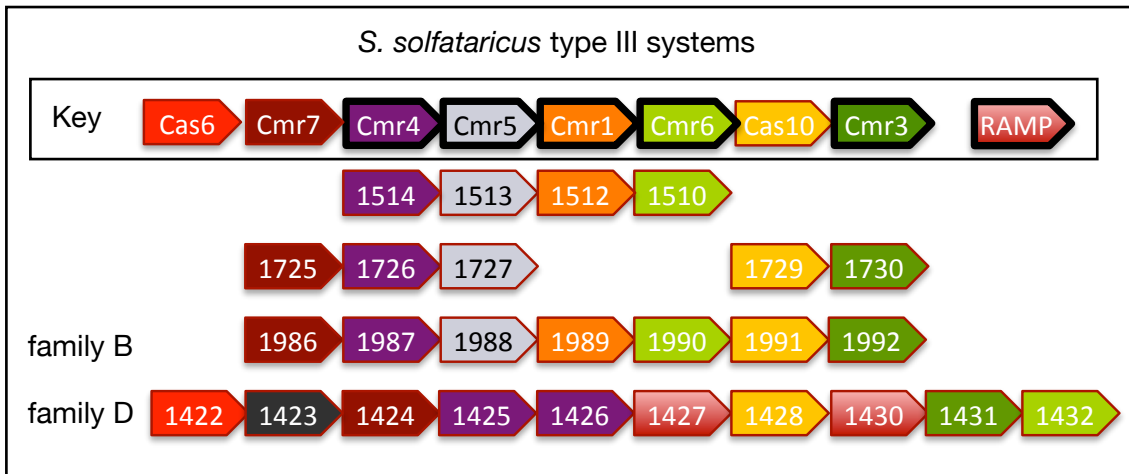 S. solfataricus type III systems
Key Cas6 Cmr7 Cmr4 Cmr5 Cmr1 Cmr6 Cas10 Cmr3 RAMP
1514 1513 1512 1510
1725 1726 1727 1729 1730
family B 1986 1987 1988 1989 1990 1991 1992
family D 1422 1423 1424 1425 1426 1427 1428 1430 1431 1432